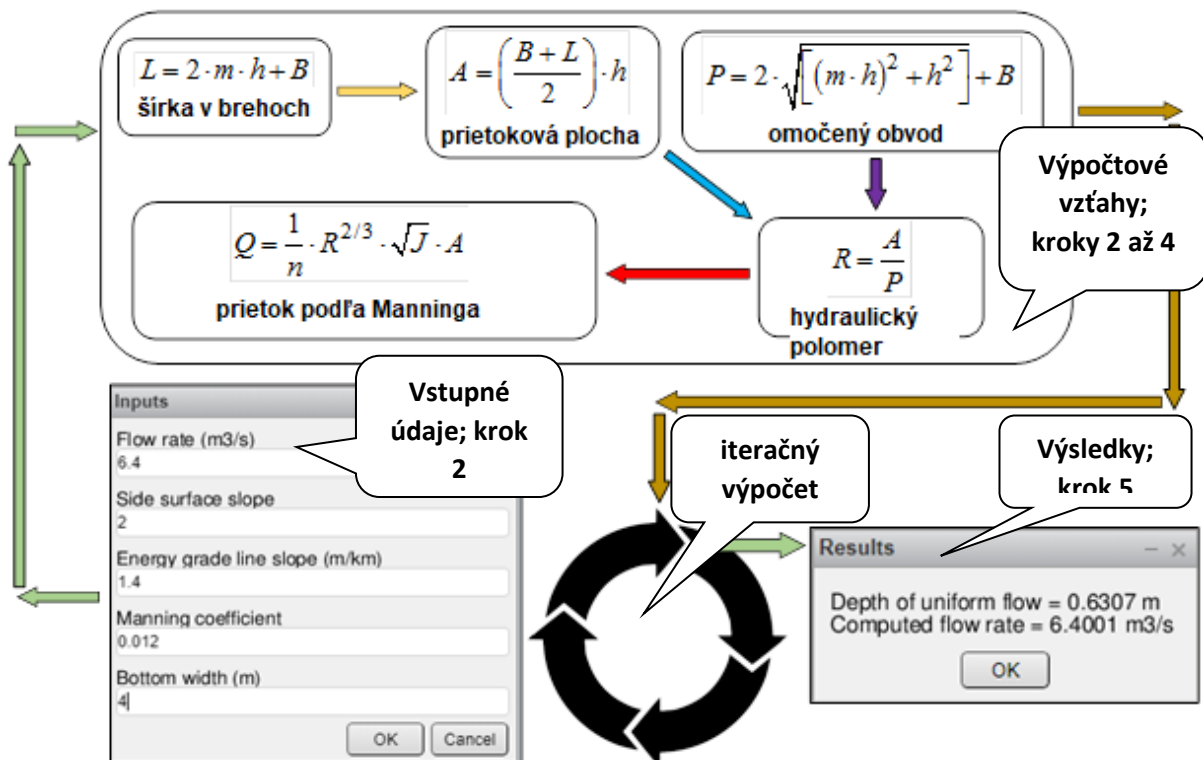 L = 2 · m · h + B
šírka v brehoch
A = ( (B + L) / 2 ) · h
prietoková plocha
P = 2 · √[(m · h)² + h²] + B
omočený obvod
Výpočtové
vzťahy;
kroky 2 až 4
Q = 1/n · R^2/3 · √J · A
prietok podľa Manninga
R = A / P
hydraulický
polomer
Inputs
Flow rate (m3/s)
6.4
Side surface slope
2
Energy grade line slope (m/km)
1.4
Manning coefficient
0.012
Bottom width (m)
4
OK Cancel
Vstupné
údaje; krok
2
iteračný
výpočet
Výsledky;
krok 5
Results
Depth of uniform flow = 0.6307 m
Computed flow rate = 6.4001 m3/s
OK